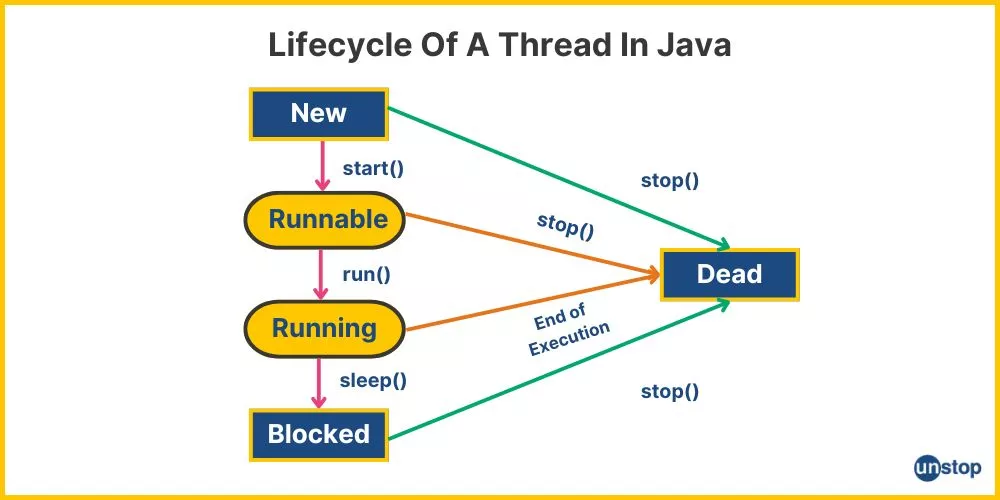 Lifecycle Of A Thread In Java
New
start()
stop()
Runnable
stop()
run()
Dead
Running
End of
Execution
sleep()
stop()
Blocked
unstop